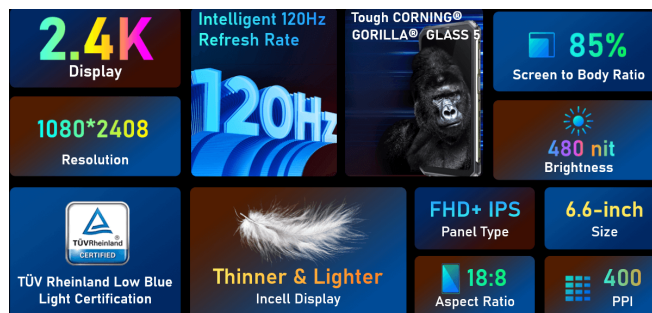 2.4K
Display
Intelligent 120Hz
Refresh Rate
120Hz
Tough CORNING®
GORILLA® GLASS 5
85%
Screen to Body Ratio
1080*2408
Resolution
480 nit
Brightness
TÜVRheinland
CERTIFIED
TÜV Rheinland Low Blue
Light Certification
Thinner & Lighter
Incell Display
FHD+ IPS
Panel Type
6.6-inch
Size
18:8
Aspect Ratio
400
PPI